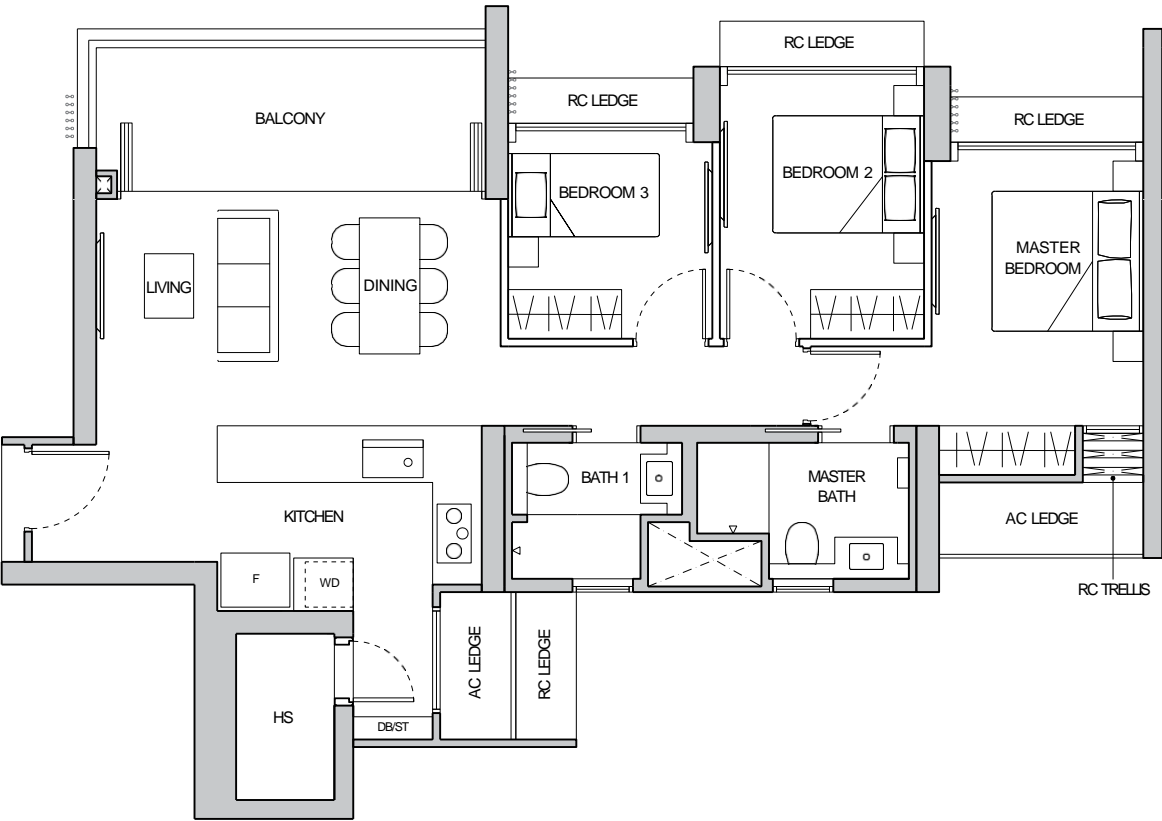 RC LEDGE
RC LEDGE
BALCONY
RC LEDGE
BEDROOM 2
BEDROOM 3
MASTER
BEDROOM
LIVING
DINING
BATH 1
MASTER
BATH
KITCHEN
AC LEDGE
F
WD
RC TRELLIS
AC LEDGE
RC LEDGE
HS
DB/ST